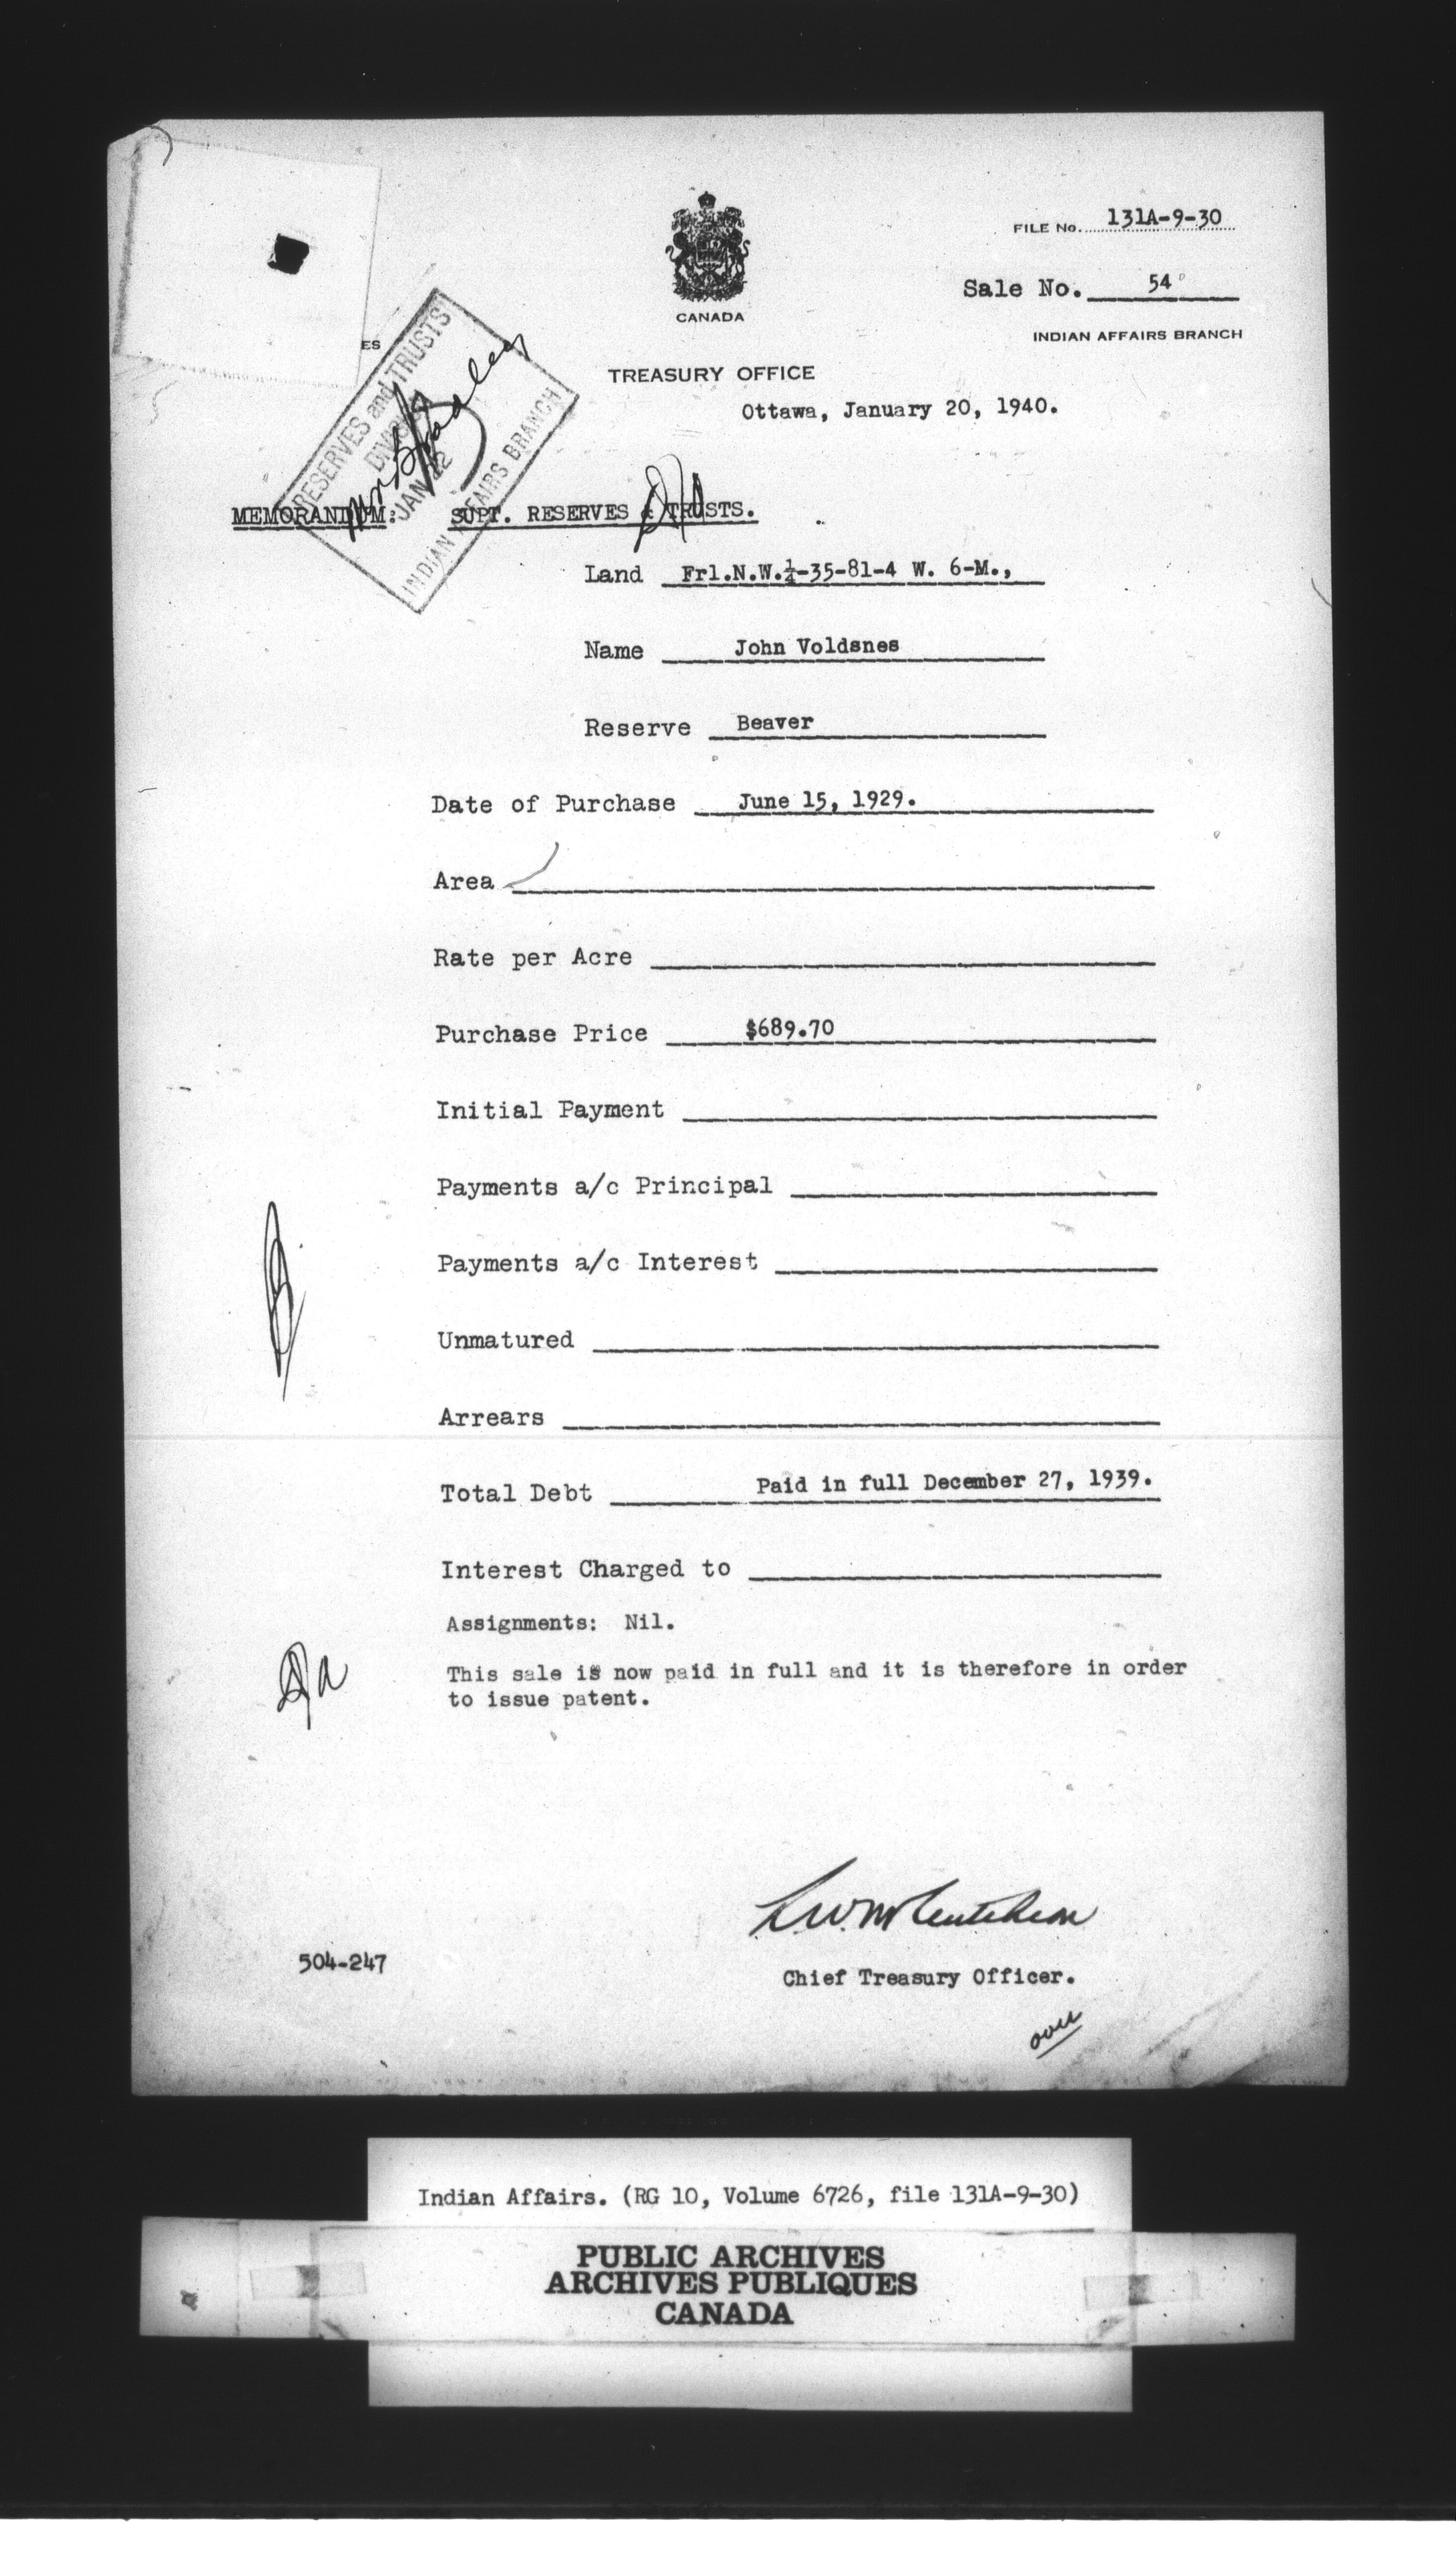 FILE No. 131A-9-30
Sale No. 54
CANADA
INDIAN AFFAIRS BRANCH
ES
TREASURY OFFICE
Ottawa, January 20, 1940.
RESERVES and TRUSTS
DIVISION
JAN 22
INDIAN AFFAIRS BRANCH
MEMORANDUM: SUPT. RESERVES & TRUSTS.
Land Frl.N.W.¼-35-81-4 W. 6-M.,
Name John Voldsnes
Reserve Beaver
Date of Purchase June 15, 1929.
Area
Rate per Acre
Purchase Price $689.70
Initial Payment
Payments a/c Principal
Payments a/c Interest
Unmatured
Arrears
Total Debt Paid in full December 27, 1939.
Interest Charged to
Assignments: Nil.
This sale is now paid in full and it is therefore in order
to issue patent.
504-247
Chief Treasury Officer.
over
Indian Affairs. (RG 10, Volume 6726, file 131A-9-30)
PUBLIC ARCHIVES
ARCHIVES PUBLIQUES
CANADA